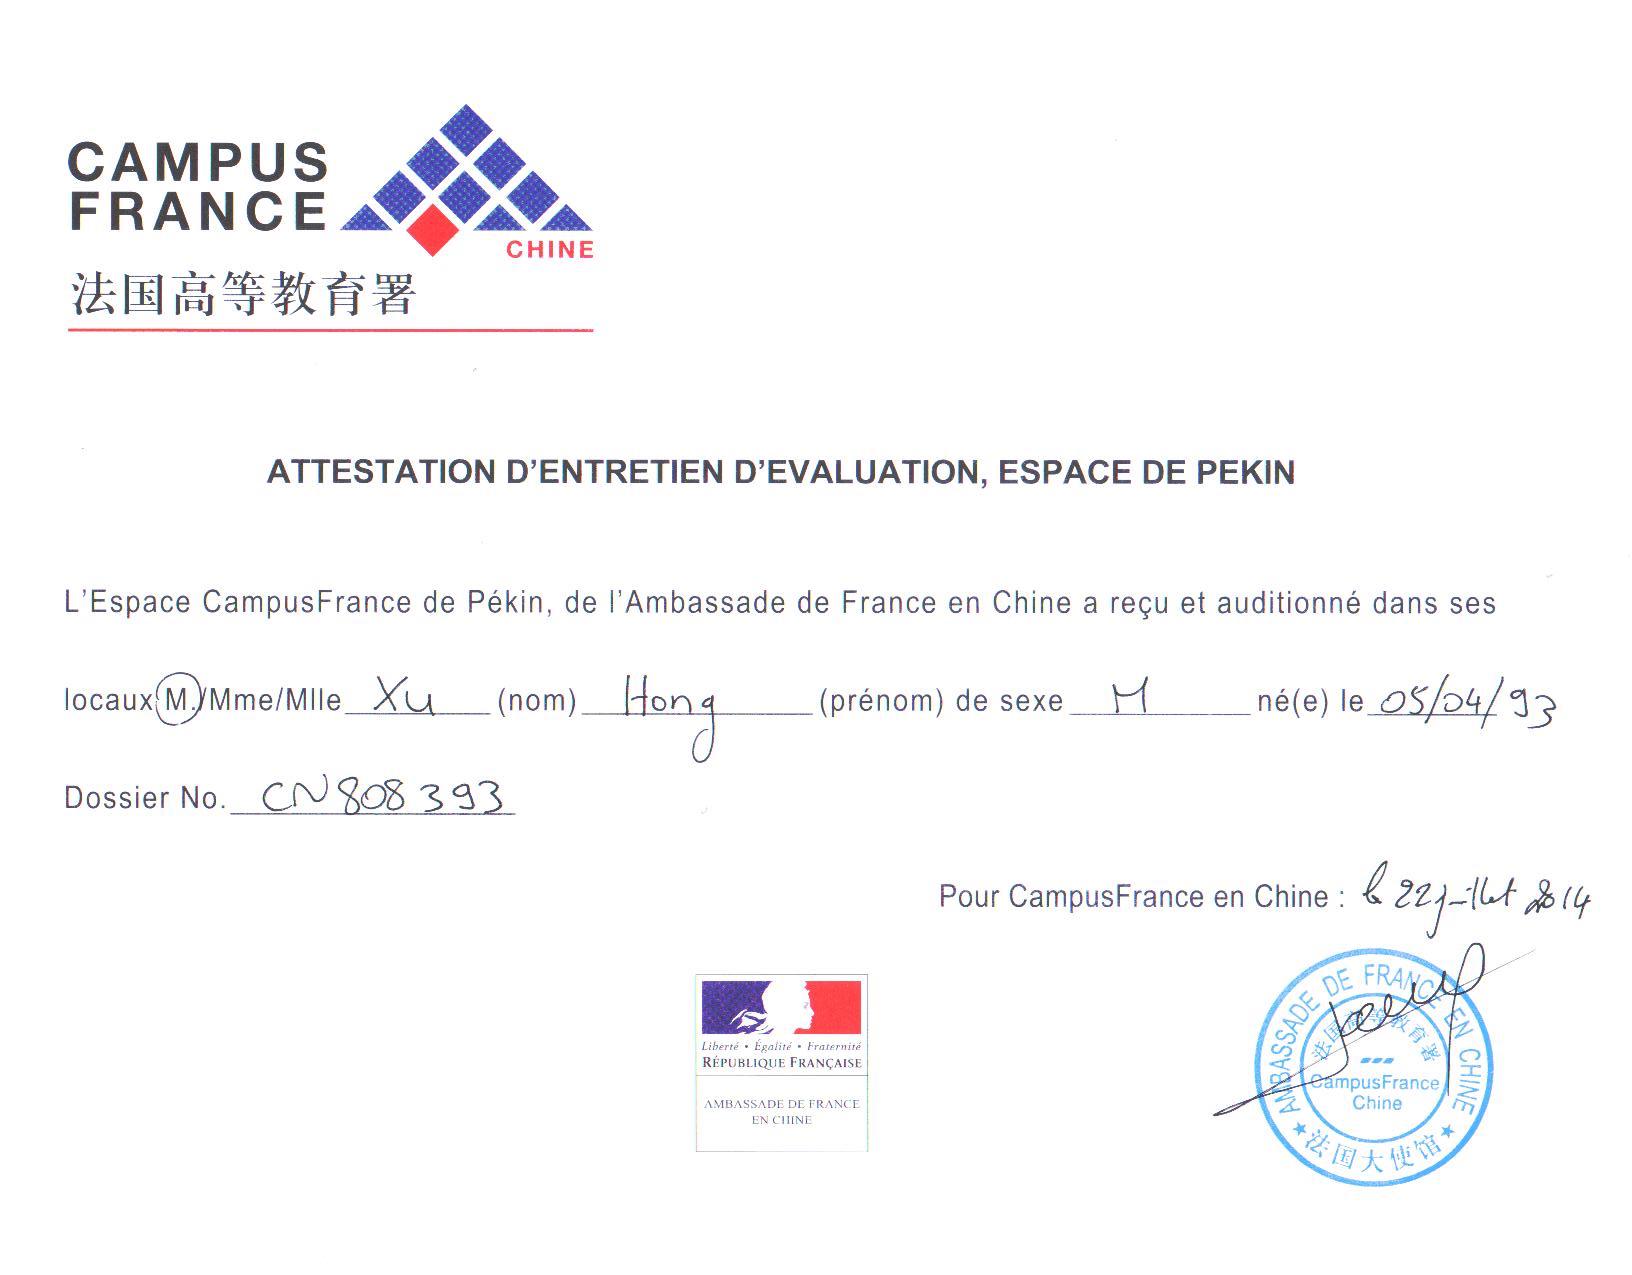 CAMPUS
FRANCE
CHINE
法国高等教育署
ATTESTATION D'ENTRETIEN D'EVALUATION, ESPACE DE PEKIN
L'Espace CampusFrance de Pékin, de l'Ambassade de France en Chine a reçu et auditionné dans ses
locaux M./Mme/Mlle Xu (nom) Hong (prénom) de sexe M né(e) le 05/04/93
Dossier No. CN808393
Pour CampusFrance en Chine : le 22 juillet 2014
Liberté • Égalité • Fraternité
RÉPUBLIQUE FRANÇAISE
AMBASSADE DE FRANCE
EN CHINE
AMBASSADE DE FRANCE EN CHINE
法国高等教育署
CampusFrance
Chine
★ 法国大使馆 ★